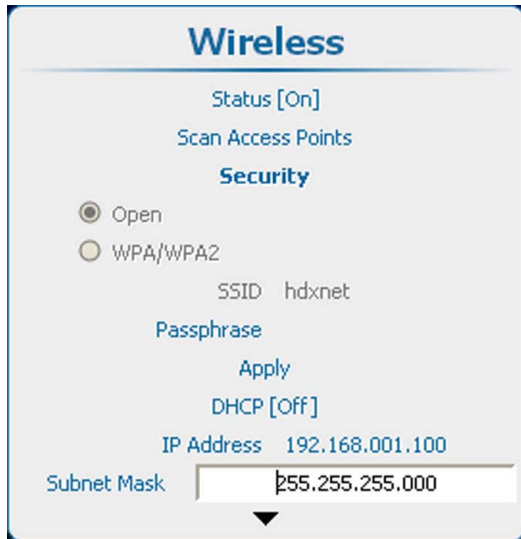 Wireless
Status [On]
Scan Access Points
Security
Open
WPA/WPA2
SSID hdxnet
Passphrase
Apply
DHCP [Off]
IP Address 192.168.001.100
Subnet Mask 255.255.255.000